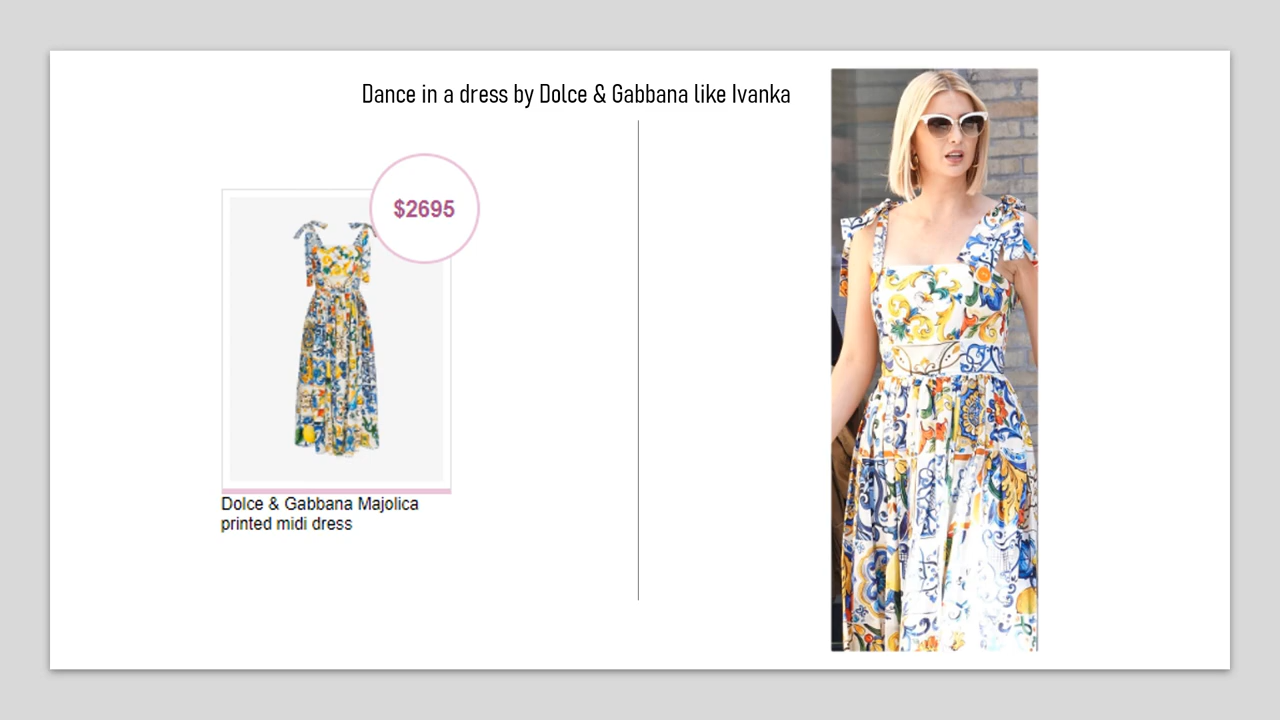 Dance in a dress by Dolce & Gabbana like Ivanka
$2695
Dolce & Gabbana Majolica
printed midi dress